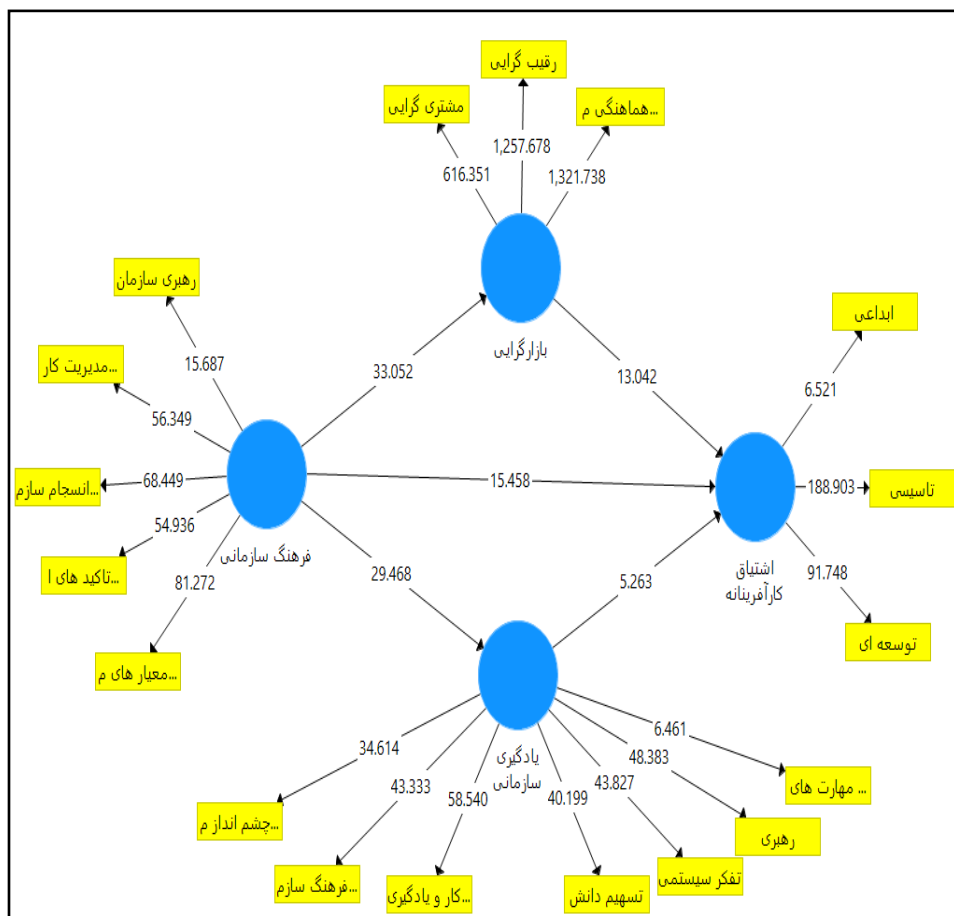 رقیب گرایی
مشتری گرایی
هماهنگی م...
1,257.678
616.351
1,321.738
رهبری سازمان
ابداعی
بازارگرایی
15.687
مدیریت کار...
33.052
13.042
6.521
56.349
انسجام سازم...
68.449
15.458
188.903
تاسیسی
54.936
فرهنگ سازمانی
اشتیاق
کارآفرینانه
تاکید های ا...
81.272
29.468
5.263
91.748
توسعه ای
معیار های م...
یادگیری
سازمانی
34.614
43.333
58.540
40.199
43.827
48.383
6.461
مهارت های ...
چشم انداز م...
رهبری
فرهنگ سازم...
کار و یادگیری...
تسهیم دانش
تفکر سیستمی